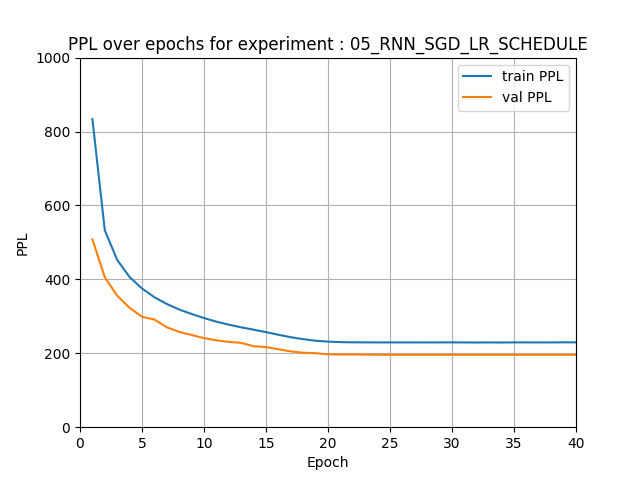 PPL over epochs for experiment : 05_RNN_SGD_LR_SCHEDULE
train PPL
val PPL
1000
800
600
400
200
0
PPL
0 5 10 15 20 25 30 35 40
Epoch